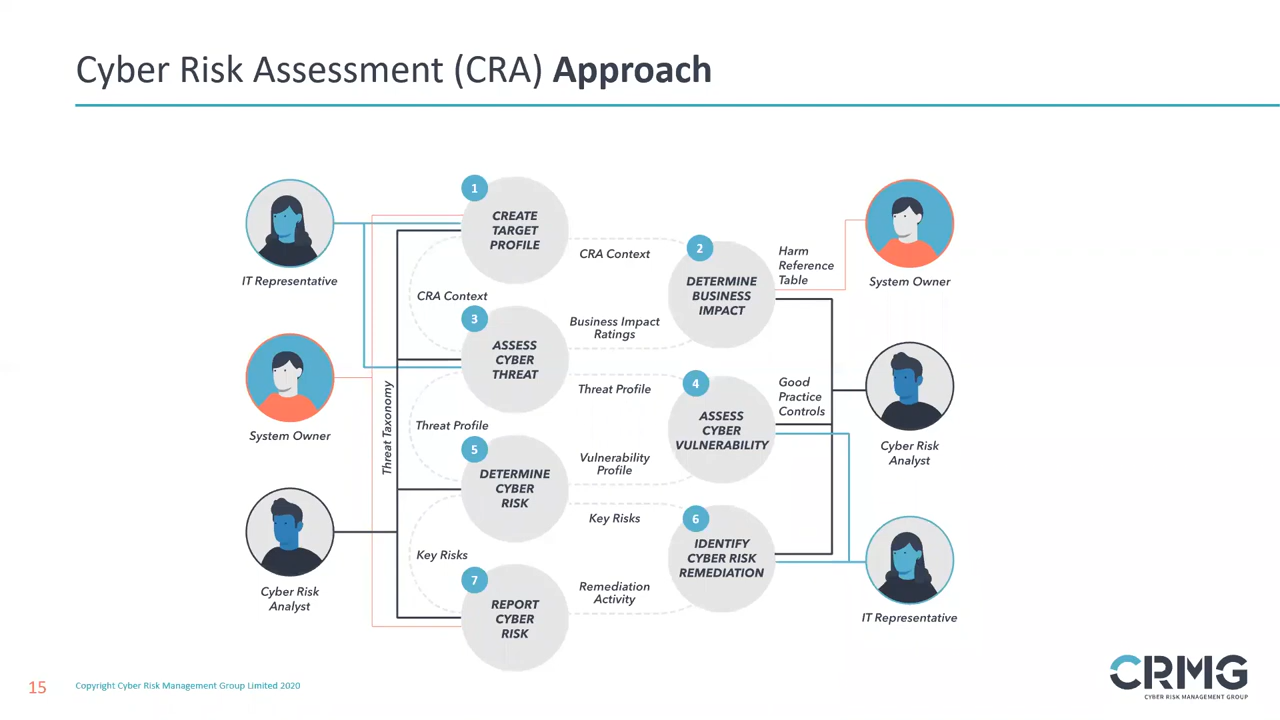 Cyber Risk Assessment (CRA) Approach
1
CREATE
TARGET
PROFILE
IT Representative
CRA Context
2
DETERMINE
BUSINESS
IMPACT
Harm
Reference
Table
System Owner
CRA Context
3
ASSESS
CYBER
THREAT
Business Impact
Ratings
System Owner
Threat Taxonomy
Threat Profile
4
ASSESS
CYBER
VULNERABILITY
Good
Practice
Controls
Cyber Risk
Analyst
Threat Profile
5
DETERMINE
CYBER
RISK
Vulnerability
Profile
Cyber Risk
Analyst
Key Risks
6
IDENTIFY
CYBER RISK
REMEDIATION
IT Representative
Key Risks
7
REPORT
CYBER
RISK
Remediation
Activity
15
Copyright Cyber Risk Management Group Limited 2020
CRMG
CYBER RISK MANAGEMENT GROUP